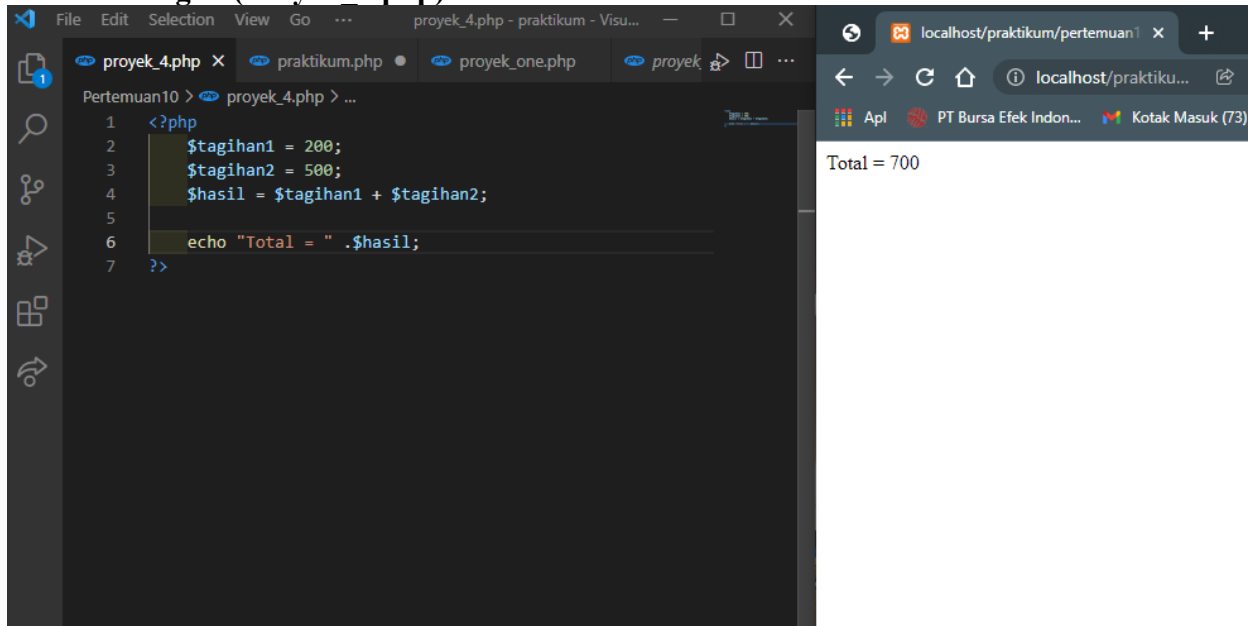 File Edit Selection View Go ··· proyek_4.php - praktikum - Visu...
proyek_4.php praktikum.php proyek_one.php proyek
Pertemuan10 > proyek_4.php > ...
1 <?php
2 $tagihan1 = 200;
3 $tagihan2 = 500;
4 $hasil = $tagihan1 + $tagihan2;
5
6 echo "Total = " .$hasil;
7 ?>
1
localhost/praktikum/pertemuan1
localhost/praktiku...
Apl PT Bursa Efek Indon... Kotak Masuk (73)
Total = 700